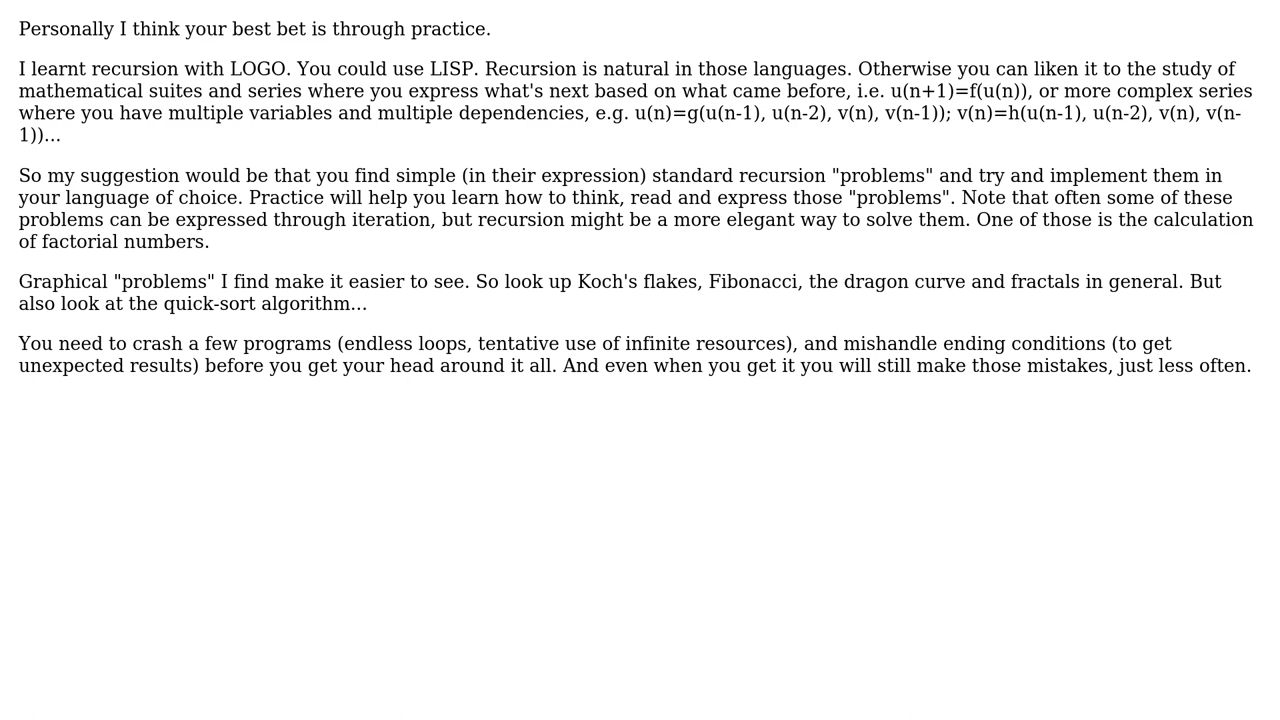 Personally I think your best bet is through practice.
I learnt recursion with LOGO. You could use LISP. Recursion is natural in those languages. Otherwise you can liken it to the study of
mathematical suites and series where you express what's next based on what came before, i.e. u(n+1)=f(u(n)), or more complex series
where you have multiple variables and multiple dependencies, e.g. u(n)=g(u(n-1), u(n-2), v(n), v(n-1)); v(n)=h(u(n-1), u(n-2), v(n), v(n-
1))...
So my suggestion would be that you find simple (in their expression) standard recursion "problems" and try and implement them in
your language of choice. Practice will help you learn how to think, read and express those "problems". Note that often some of these
problems can be expressed through iteration, but recursion might be a more elegant way to solve them. One of those is the calculation
of factorial numbers.
Graphical "problems" I find make it easier to see. So look up Koch's flakes, Fibonacci, the dragon curve and fractals in general. But
also look at the quick-sort algorithm...
You need to crash a few programs (endless loops, tentative use of infinite resources), and mishandle ending conditions (to get
unexpected results) before you get your head around it all. And even when you get it you will still make those mistakes, just less often.